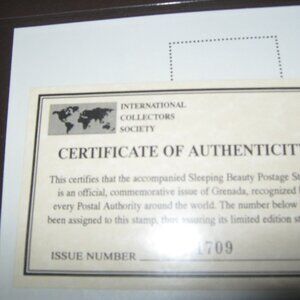 INTERNATIONAL
COLLECTORS
SOCIETY
CERTIFICATE OF AUTHENTICIT
This certifies that the accompanied Sleeping Beauty Postage St
is an official, commemorative issue of Grenada, recognized
every Postal Authority around the world. The number below
been assigned to this stamp, thus assuring its limited edition st
ISSUE NUMBER 1709